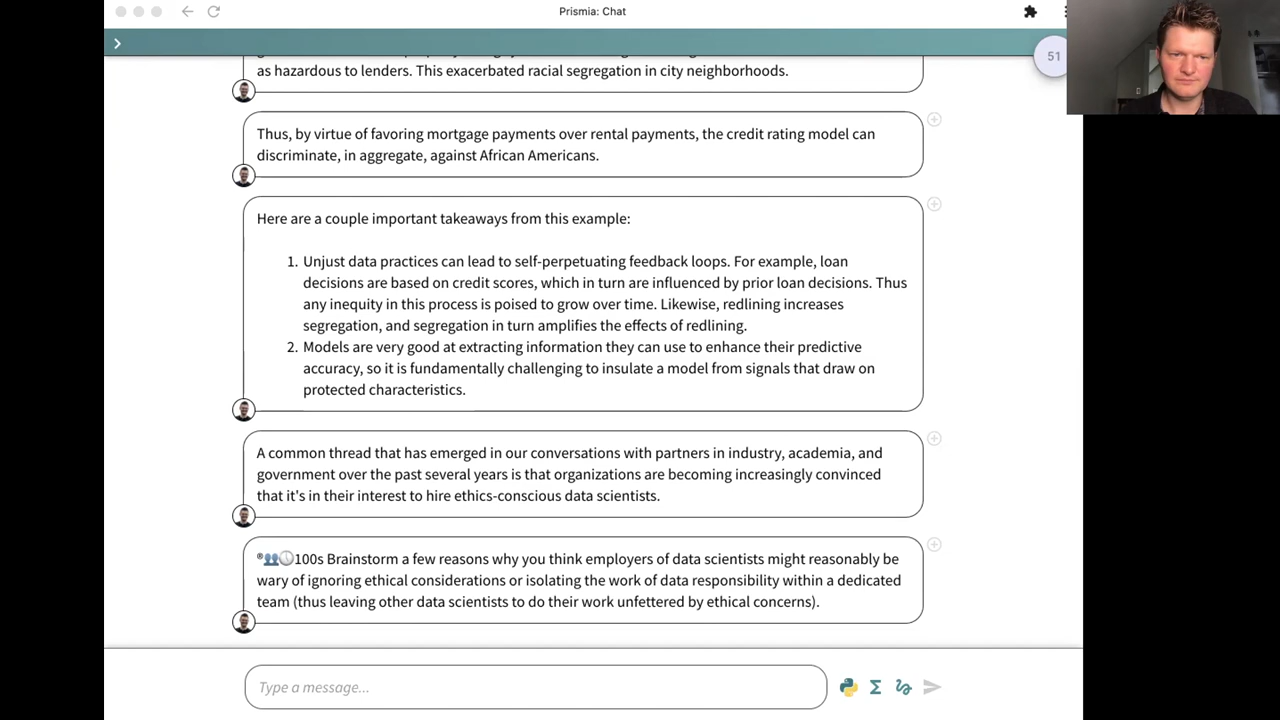 Prismia: Chat
51
as hazardous to lenders. This exacerbated racial segregation in city neighborhoods.
Thus, by virtue of favoring mortgage payments over rental payments, the credit rating model can
discriminate, in aggregate, against African Americans.
Here are a couple important takeaways from this example:
1. Unjust data practices can lead to self-perpetuating feedback loops. For example, loan
decisions are based on credit scores, which in turn are influenced by prior loan decisions. Thus
any inequity in this process is poised to grow over time. Likewise, redlining increases
segregation, and segregation in turn amplifies the effects of redlining.
2. Models are very good at extracting information they can use to enhance their predictive
accuracy, so it is fundamentally challenging to insulate a model from signals that draw on
protected characteristics.
A common thread that has emerged in our conversations with partners in industry, academia, and
government over the past several years is that organizations are becoming increasingly convinced
that it's in their interest to hire ethics-conscious data scientists.
100s Brainstorm a few reasons why you think employers of data scientists might reasonably be
wary of ignoring ethical considerations or isolating the work of data responsibility within a dedicated
team (thus leaving other data scientists to do their work unfettered by ethical concerns).
Type a message...